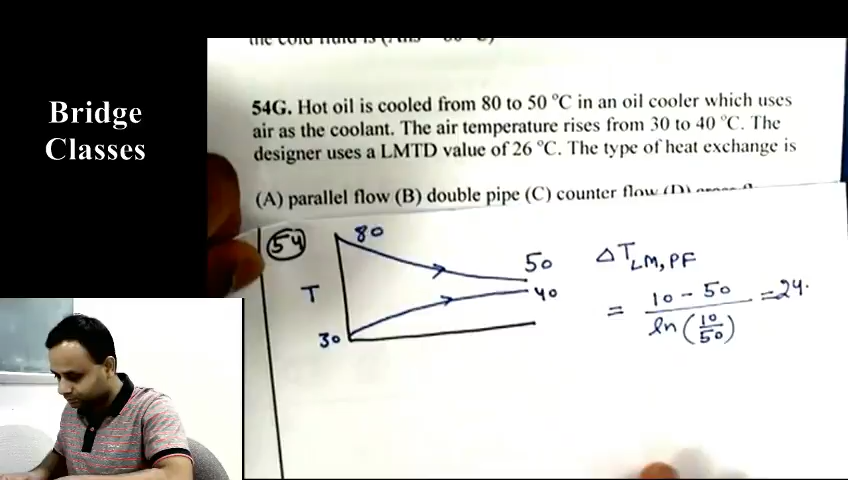 Bridge
Classes
54G. Hot oil is cooled from 80 to 50 °C in an oil cooler which uses
air as the coolant. The air temperature rises from 30 to 40 °C. The
designer uses a LMTD value of 26 °C. The type of heat exchange is
(A) parallel flow (B) double pipe (C) counter flow (D)
54
80
50
T
40
30
ΔT_LM,PF
= (10 - 50) / ln(10/50) = 24.